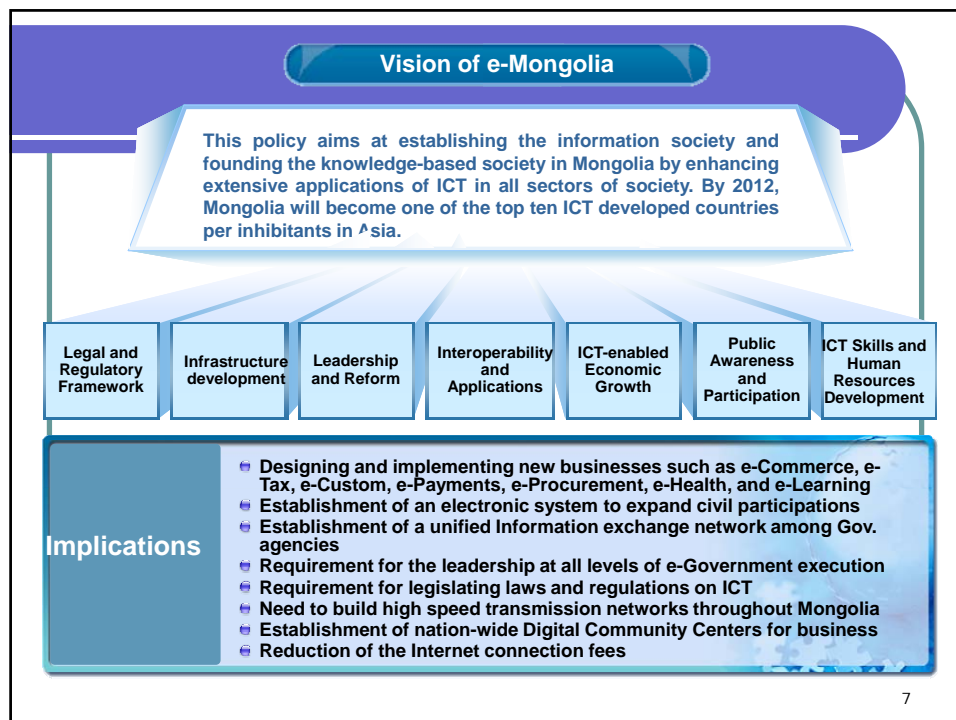 Vision of e-Mongolia
This policy aims at establishing the information society and
founding the knowledge-based society in Mongolia by enhancing
extensive applications of ICT in all sectors of society. By 2012,
Mongolia will become one of the top ten ICT developed countries
per inhibitants in Asia.
Legal and
Regulatory
Framework
Infrastructure
development
Leadership
and Reform
Interoperability
and
Applications
ICT-enabled
Economic
Growth
Public
Awareness
and
Participation
ICT Skills and
Human
Resources
Development
Implications
Designing and implementing new businesses such as e-Commerce, e-
Tax, e-Custom, e-Payments, e-Procurement, e-Health, and e-Learning
Establishment of an electronic system to expand civil participations
Establishment of a unified Information exchange network among Gov.
agencies
Requirement for the leadership at all levels of e-Government execution
Requirement for legislating laws and regulations on ICT
Need to build high speed transmission networks throughout Mongolia
Establishment of nation-wide Digital Community Centers for business
Reduction of the Internet connection fees
7